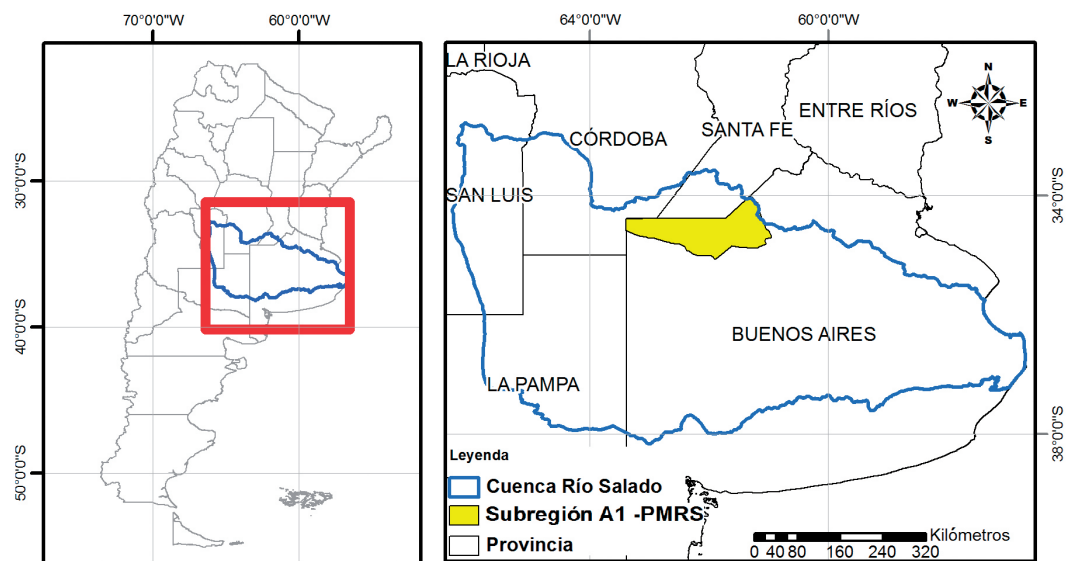 70°0'0"W
60°0'0"W
30°0'0"S
40°0'0"S
50°0'0"S
64°0'0"W
60°0'0"W
LA RIOJA
ENTRE RÍOS
N
W
E
S
SANTA FE
CÓRDOBA
SAN LUIS
34°0'0"S
BUENOS AIRES
LA PAMPA
38°0'0"S
Leyenda
Cuenca Río Salado
Subregión A1 -PMRS
Provincia
Kilómetros
0 40 80 160 240 320